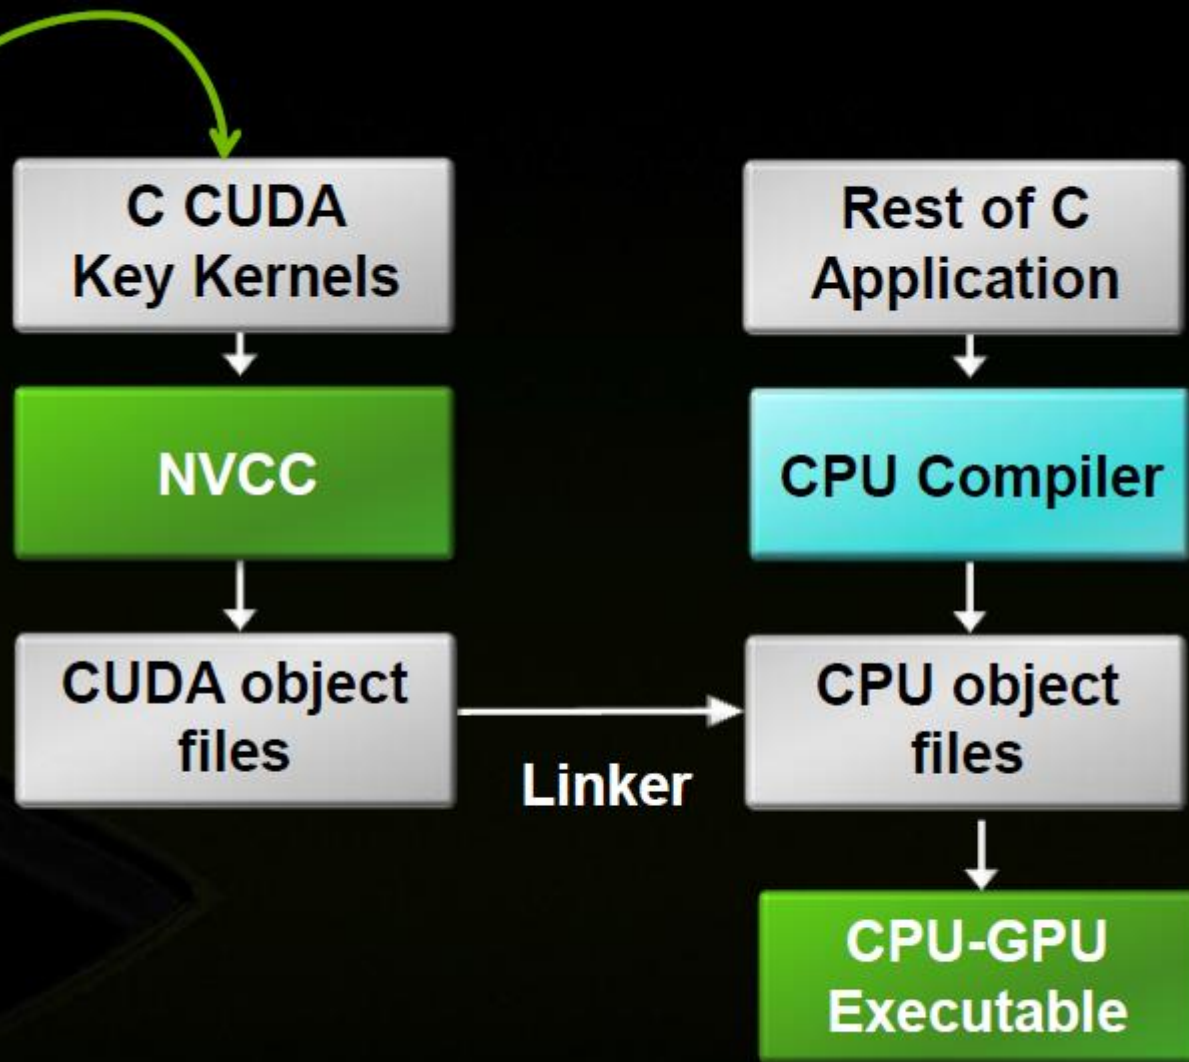 C CUDA
Key Kernels
Rest of C
Application
NVCC
CPU Compiler
CUDA object
files
Linker
CPU object
files
CPU-GPU
Executable